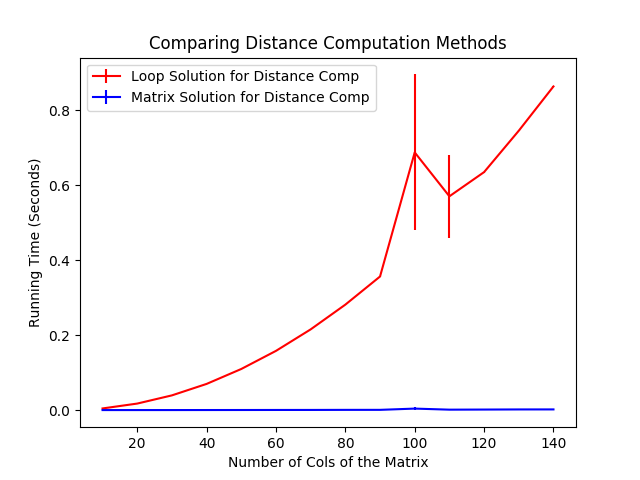 Comparing Distance Computation Methods
Loop Solution for Distance Comp
Matrix Solution for Distance Comp
Running Time (Seconds)
0.8
0.6
0.4
0.2
0.0
20 40 60 80 100 120 140
Number of Cols of the Matrix